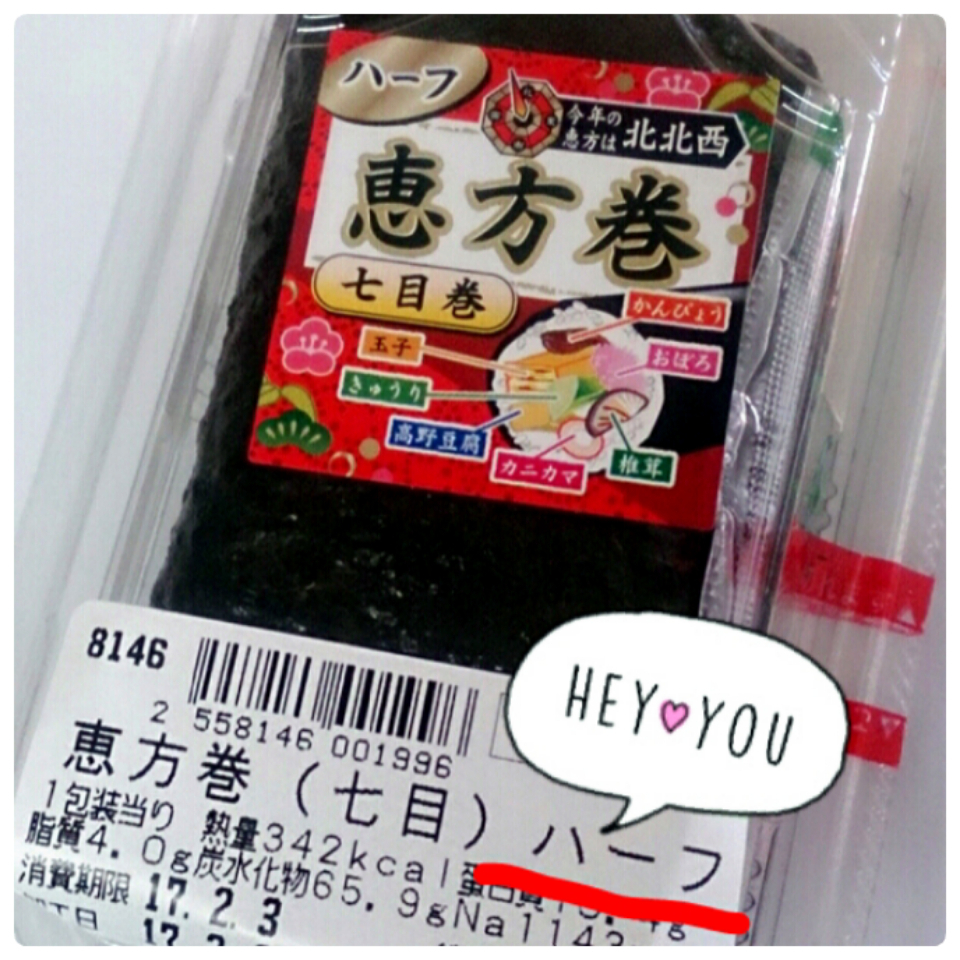 ハーフ
今年の
恵方は 北北西
恵方巻
七目巻
かんぴょう
玉子
おぼろ
きゅうり
高野豆腐
カニカマ
椎茸
8146
2 558146 001996
HEY YOU
恵方巻(七目)ハーフ
1包装当り 熱量342kcal
脂質4.0g炭水化物65.9gNa
消費期限 17.2.3
17.2